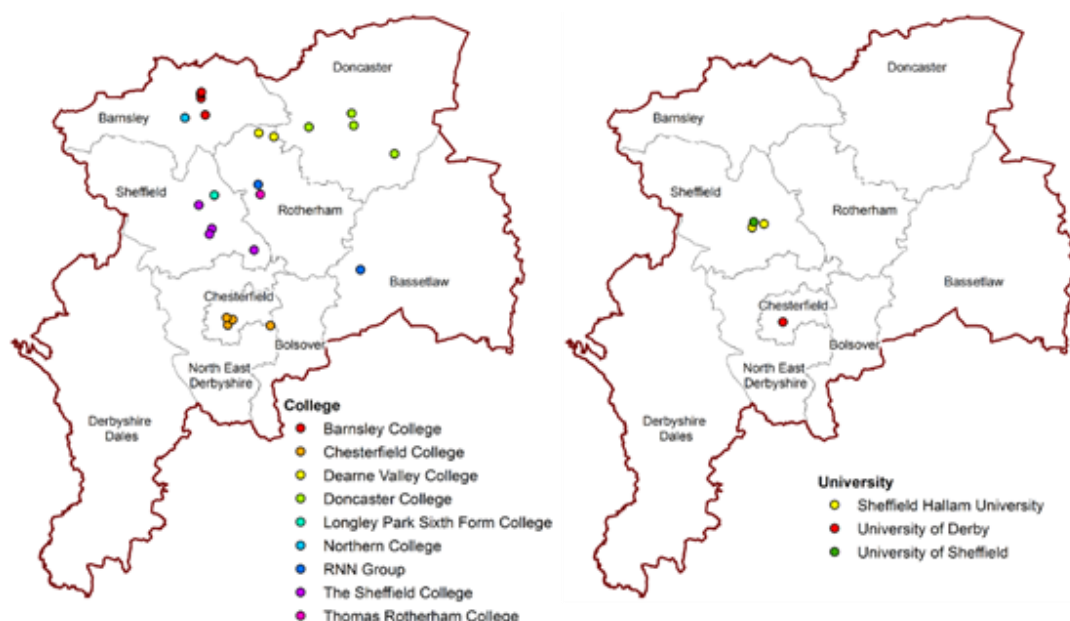 Doncaster
Barnsley
Sheffield
Rotherham
Bassetlaw
Chesterfield
Bolsover
North East
Derbyshire
Derbyshire
Dales
College
Barnsley College
Chesterfield College
Dearne Valley College
Doncaster College
Longley Park Sixth Form College
Northern College
RNN Group
The Sheffield College
Thomas Rotherham College
Doncaster
Barnsley
Sheffield
Rotherham
Bassetlaw
Chesterfield
Bolsover
North East
Derbyshire
Derbyshire
Dales
University
Sheffield Hallam University
University of Derby
University of Sheffield